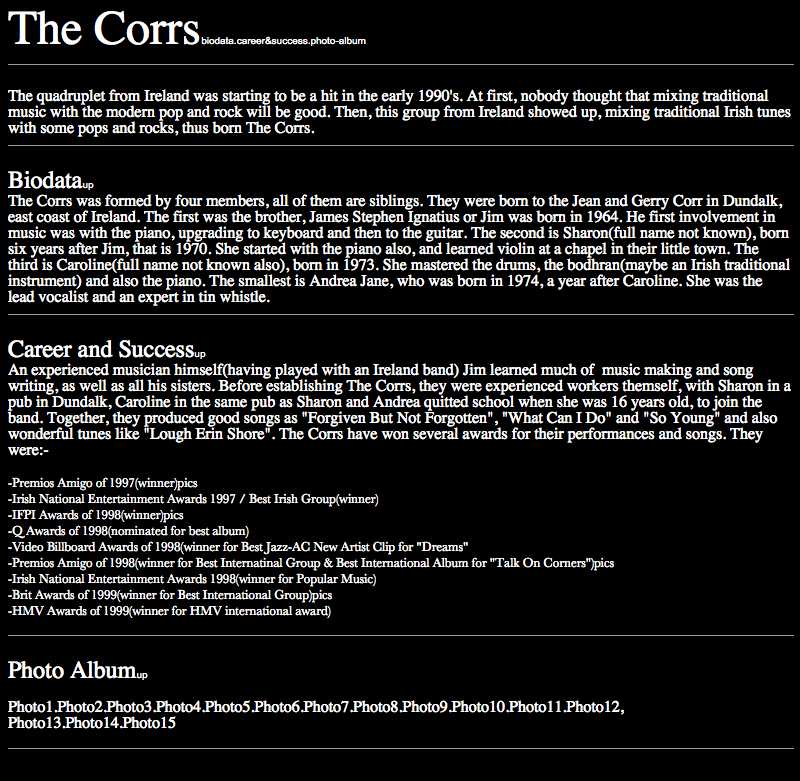 The Corrs biodata.career&success.photo-album
The quadruplet from Ireland was starting to be a hit in the early 1990's. At first, nobody thought that mixing traditional
music with the modern pop and rock will be good. Then, this group from Ireland showed up, mixing traditional Irish tunes
with some pops and rocks, thus born The Corrs.
Biodata up
The Corrs was formed by four members, all of them are siblings. They were born to the Jean and Gerry Corr in Dundalk,
east coast of Ireland. The first was the brother, James Stephen Ignatius or Jim was born in 1964. He first involvement in
music was with the piano, upgrading to keyboard and then to the guitar. The second is Sharon(full name not known), born
six years after Jim, that is 1970. She started with the piano also, and learned violin at a chapel in their little town. The
third is Caroline(full name not known also), born in 1973. She mastered the drums, the bodhran(maybe an Irish traditional
instrument) and also the piano. The smallest is Andrea Jane, who was born in 1974, a year after Caroline. She was the
lead vocalist and an expert in tin whistle.
Career and Success up
An experienced musician himself(having played with an Ireland band) Jim learned much of  music making and song
writing, as well as all his sisters. Before establishing The Corrs, they were experienced workers themself, with Sharon in a
pub in Dundalk, Caroline in the same pub as Sharon and Andrea quitted school when she was 16 years old, to join the
band. Together, they produced good songs as "Forgiven But Not Forgotten", "What Can I Do" and "So Young" and also
wonderful tunes like "Lough Erin Shore". The Corrs have won several awards for their performances and songs. They
were:-
-Premios Amigo of 1997(winner)pics
-Irish National Entertainment Awards 1997 / Best Irish Group(winner)
-IFPI Awards of 1998(winner)pics
-Q Awards of 1998(nominated for best album)
-Video Billboard Awards of 1998(winner for Best Jazz-AC New Artist Clip for "Dreams"
-Premios Amigo of 1998(winner for Best Internatinal Group & Best International Album for "Talk On Corners")pics
-Irish National Entertainment Awards 1998(winner for Popular Music)
-Brit Awards of 1999(winner for Best International Group)pics
-HMV Awards of 1999(winner for HMV international award)
Photo Album up
Photo1.Photo2.Photo3.Photo4.Photo5.Photo6.Photo7.Photo8.Photo9.Photo10.Photo11.Photo12,
Photo13.Photo14.Photo15